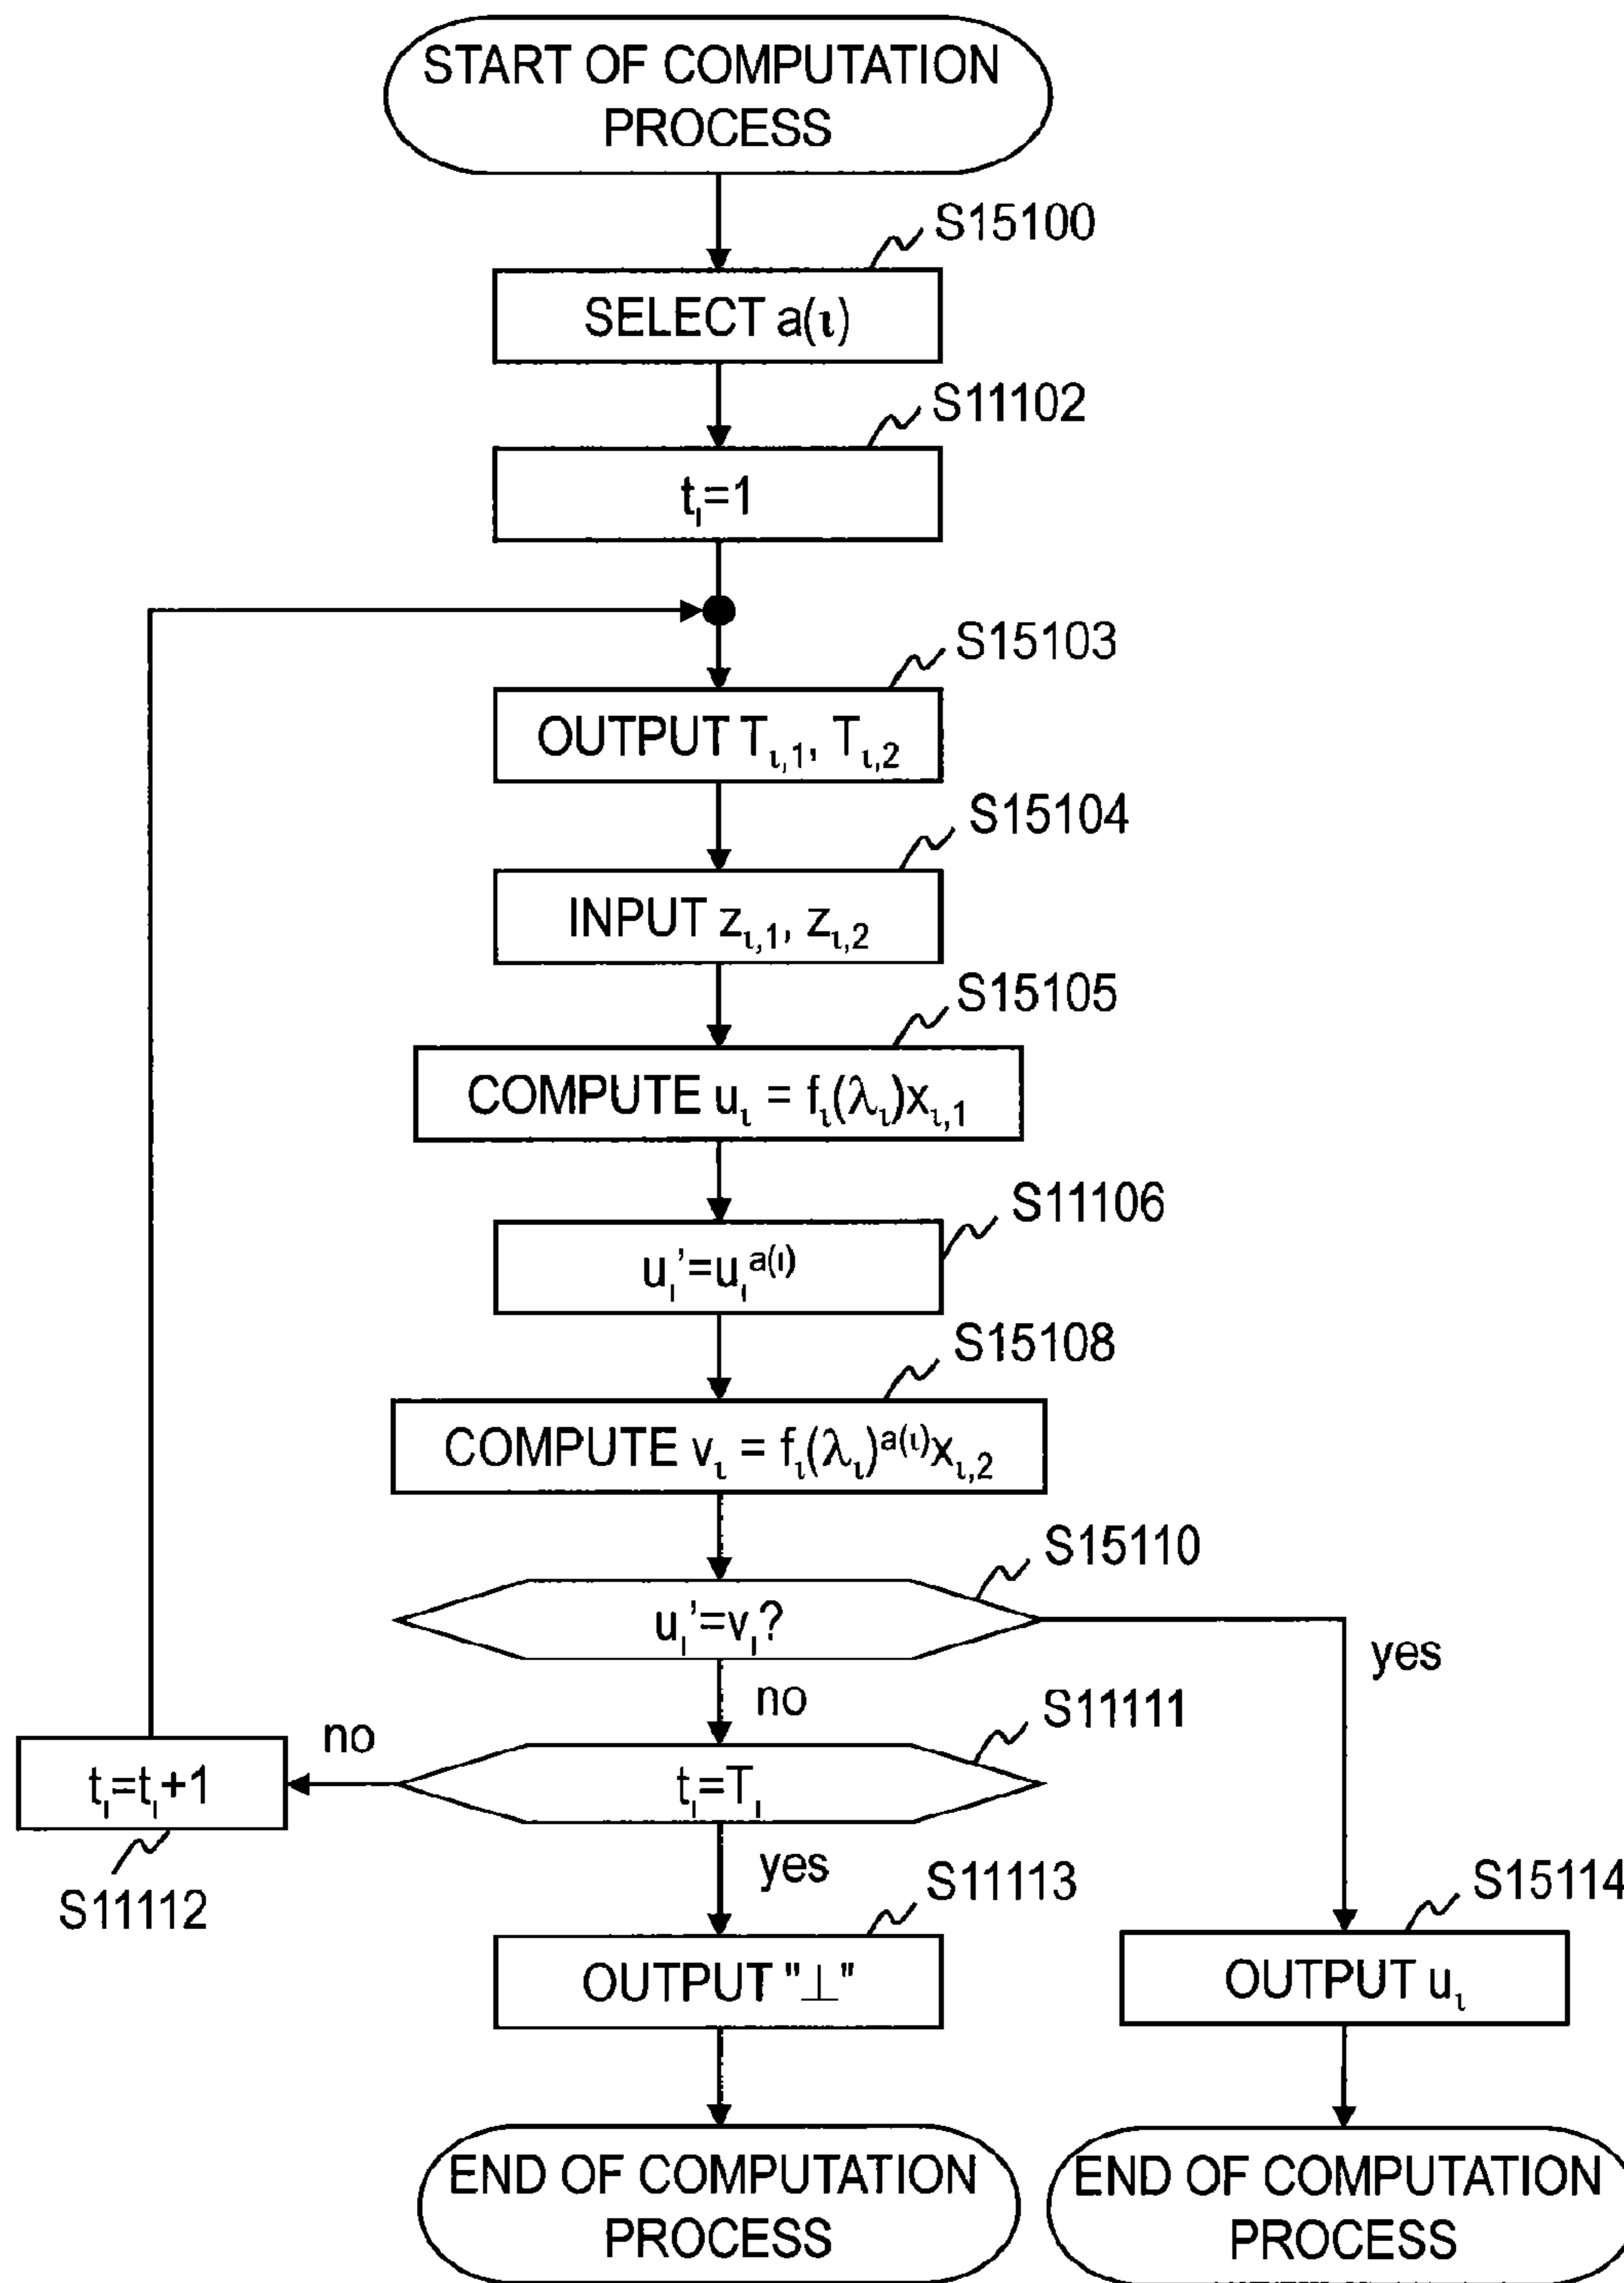 START OF COMPUTATION
PROCESS
S15100
SELECT a(ι)
S11102
tι=1
S15103
OUTPUT Tι,1, Tι,2
S15104
INPUT zι,1, zι,2
S15105
COMPUTE uι = fι(λι)xι,1
S11106
uι'=uι^a(ι)
S15108
COMPUTE vι = fι(λι)^a(ι)xι,2
S15110
uι'=vι?
yes
no
S11111
tι=Tι
no
tι=tι+1
S11112
yes
S11113
OUTPUT "⊥"
S15114
OUTPUT uι
END OF COMPUTATION
PROCESS
END OF COMPUTATION
PROCESS